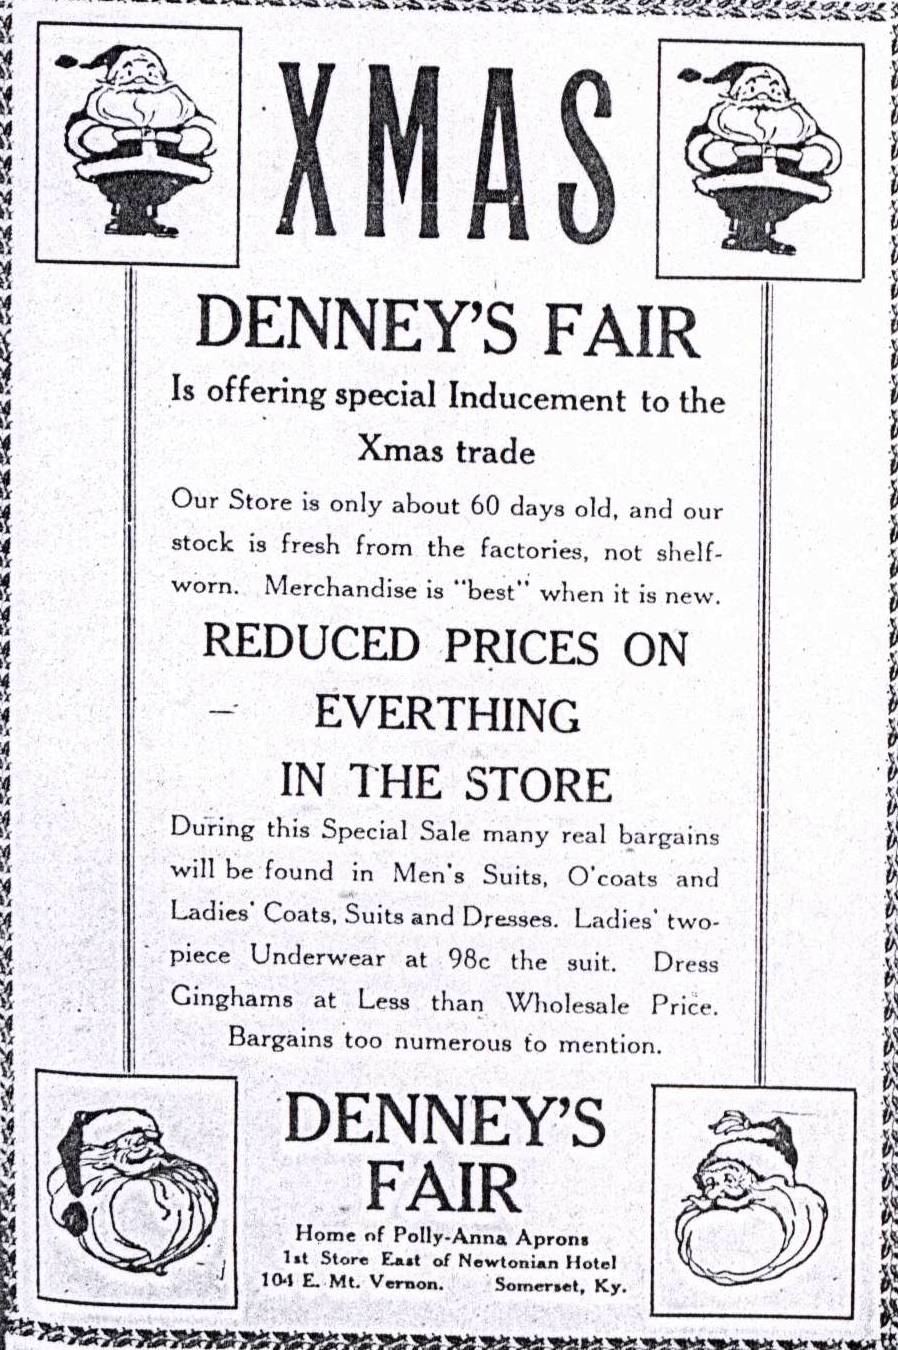 XMAS
DENNEY'S FAIR
Is offering special Inducement to the
Xmas trade
Our Store is only about 60 days old, and our
stock is fresh from the factories, not shelf-
worn. Merchandise is "best" when it is new.
REDUCED PRICES ON
EVERTHING
IN THE STORE
During this Special Sale many real bargains
will be found in Men's Suits, O'coats and
Ladies' Coats, Suits and Dresses. Ladies' two-
piece Underwear at 98c the suit. Dress
Ginghams at Less than Wholesale Price.
Bargains too numerous to mention.
DENNEY'S
FAIR
Home of Polly-Anna Aprons
1st Store East of Newtonian Hotel
104 E. Mt. Vernon. Somerset, Ky.